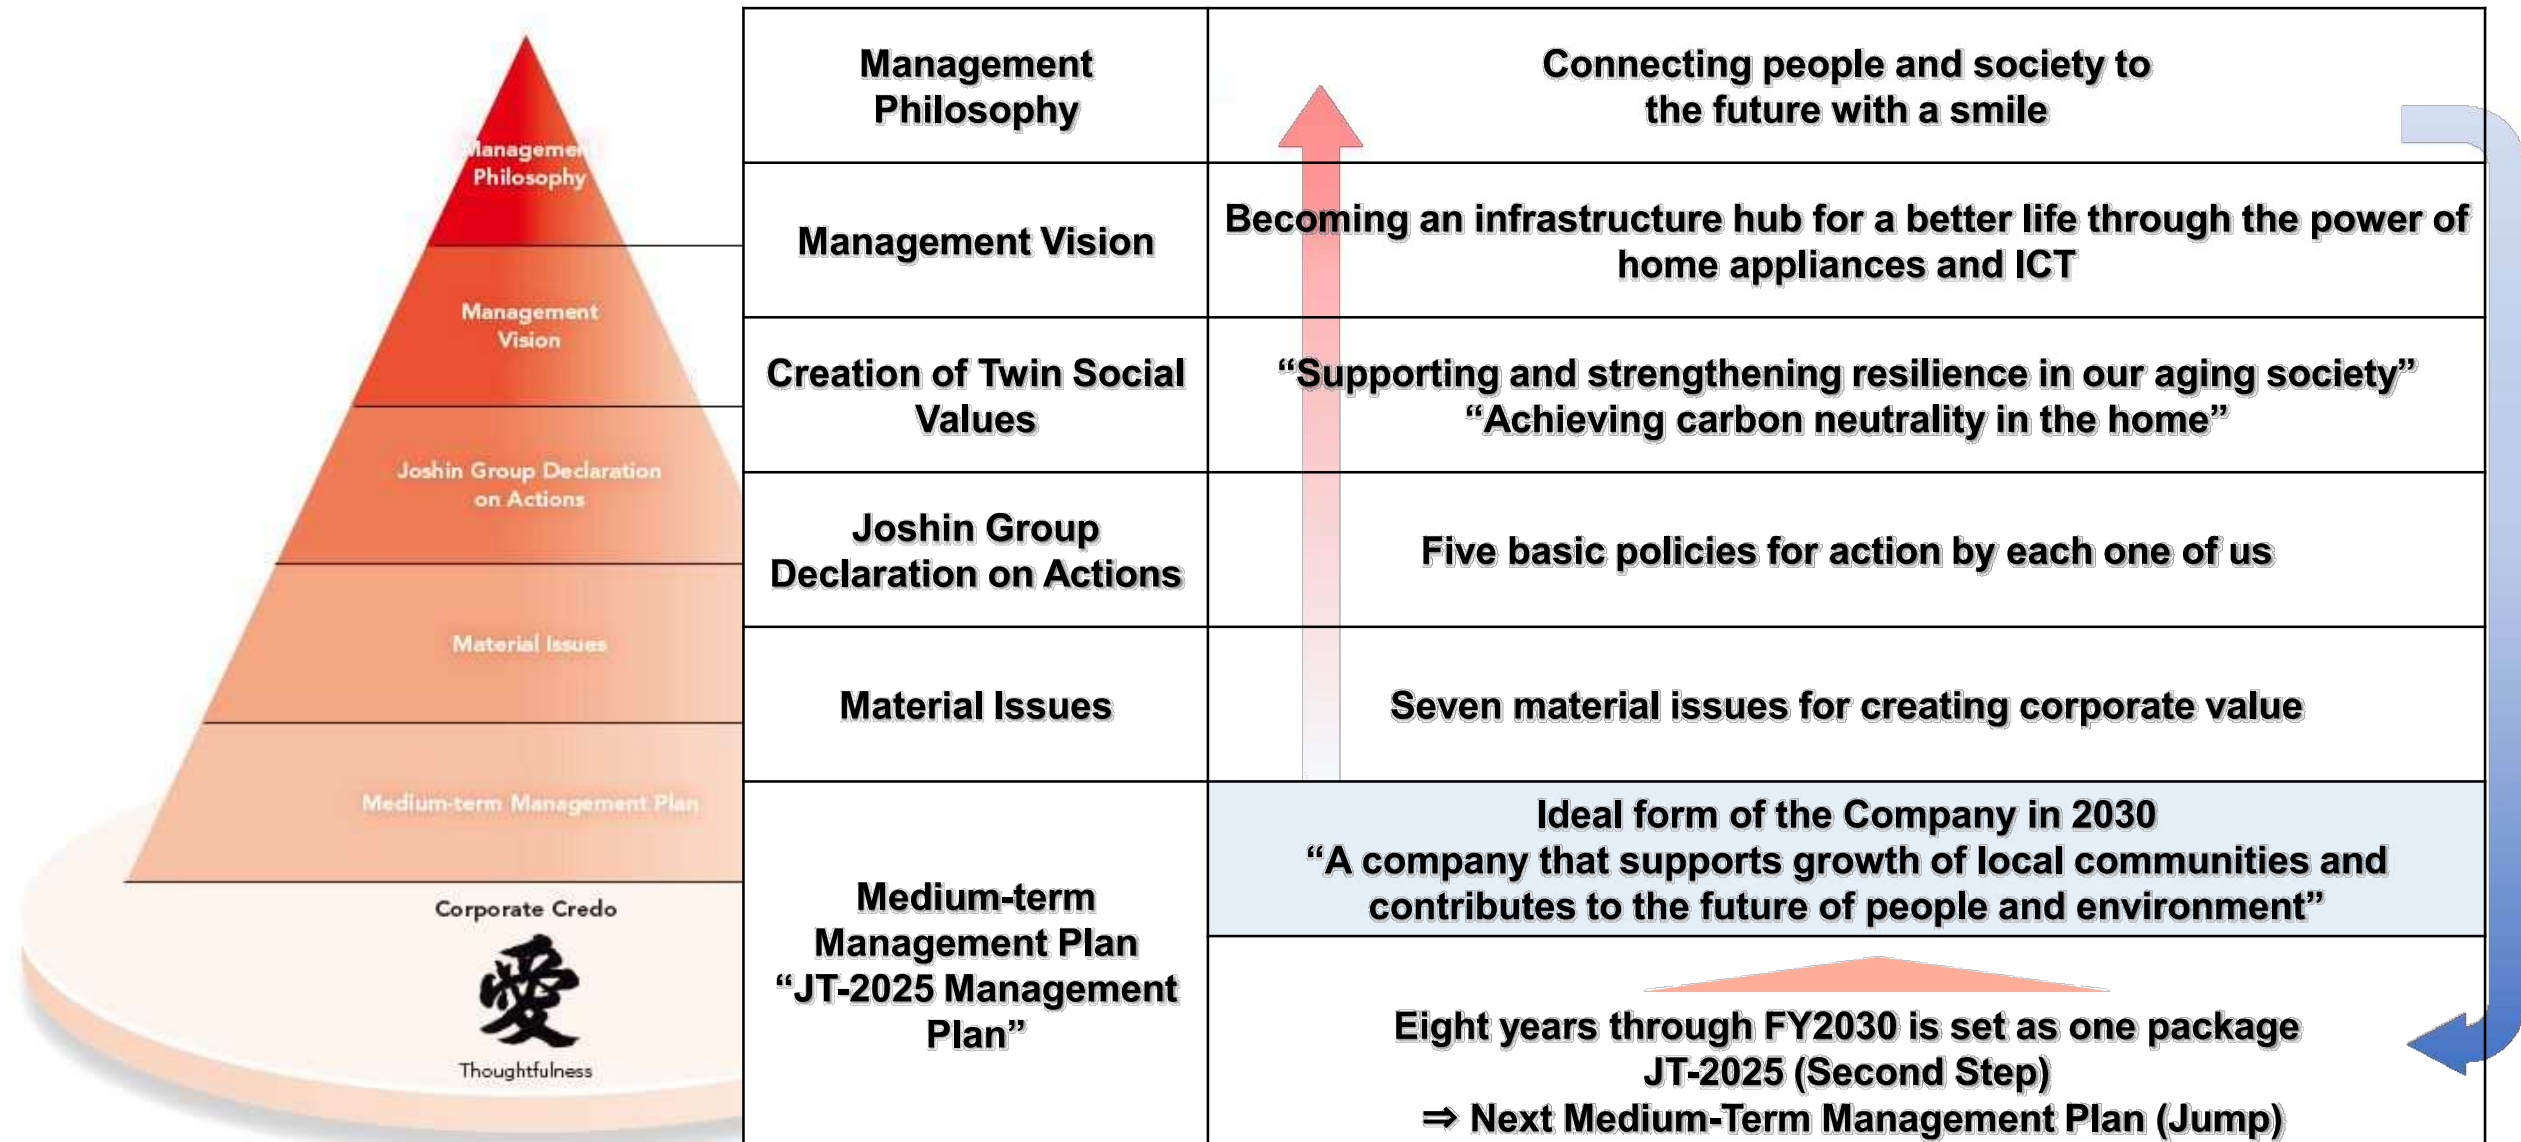 Management
Philosophy
Management
Vision
Joshin Group Declaration
on Actions
Material Issues
Medium-term Management Plan
Corporate Credo
愛
Thoughtfulness
Management
Philosophy
Connecting people and society to
the future with a smile
Management Vision
Becoming an infrastructure hub for a better life through the power of
home appliances and ICT
Creation of Twin Social
Values
“Supporting and strengthening resilience in our aging society”
“Achieving carbon neutrality in the home”
Joshin Group
Declaration on Actions
Five basic policies for action by each one of us
Material Issues
Seven material issues for creating corporate value
Medium-term
Management Plan
“JT-2025 Management
Plan”
Ideal form of the Company in 2030
“A company that supports growth of local communities and
contributes to the future of people and environment”
Eight years through FY2030 is set as one package
JT-2025 (Second Step)
⇒ Next Medium-Term Management Plan (Jump)